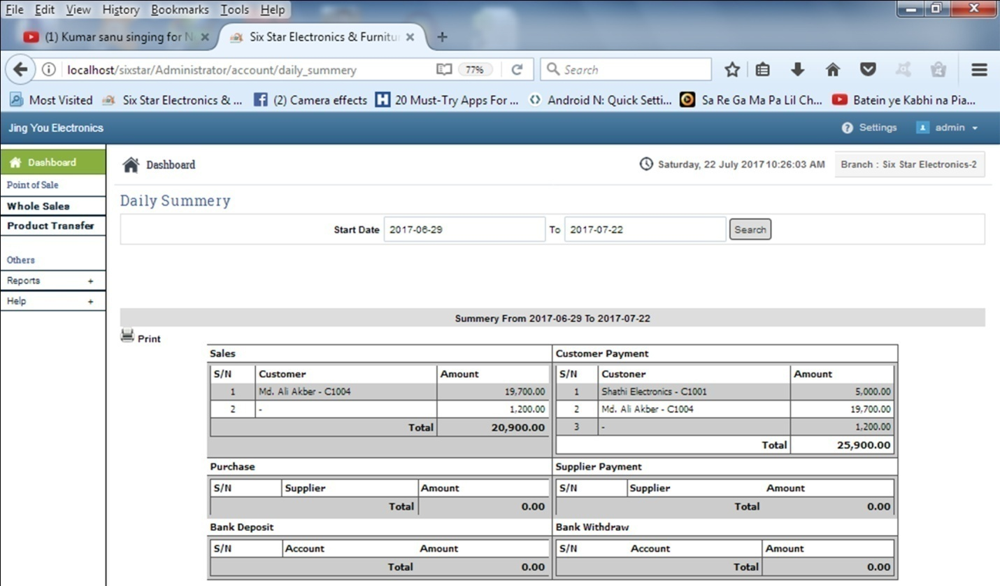 File Edit View History Bookmarks Tools Help
(1) Kumar sanu singing for N
Six Star Electronics & Furnitu
localhost/sixstar/Administrator/account/daily_summery 77% Search
Most Visited Six Star Electronics & ... (2) Camera effects 20 Must-Try Apps For ... Android N: Quick Setti... Sa Re Ga Ma Pa Lil Ch... Batein ye Kabhi na Pia...
Jing You Electronics Settings admin
Dashboard
Point of Sale
Whole Sales
Product Transfer
Others
Reports +
Help +
Dashboard Saturday, 22 July 2017 10:26:03 AM Branch : Six Star Electronics-2
Daily Summary
Start Date 2017-06-29 To 2017-07-22 Search
Summery From 2017-06-29 To 2017-07-22
Print
Sales
S/N Customer Amount
1 Md. Ali Akber - C1004 19,700.00
2 - 1,200.00
Total 20,900.00
Customer Payment
S/N Custoner Amount
1 Shathi Electronics - C1001 5,000.00
2 Md. Ali Akber - C1004 19,700.00
3 - 1,200.00
Total 25,900.00
Purchase
S/N Supplier Amount
Total 0.00
Supplier Payment
S/N Supplier Amount
Total 0.00
Bank Deposit
S/N Account Amount
Total 0.00
Bank Withdraw
S/N Account Amount
Total 0.00